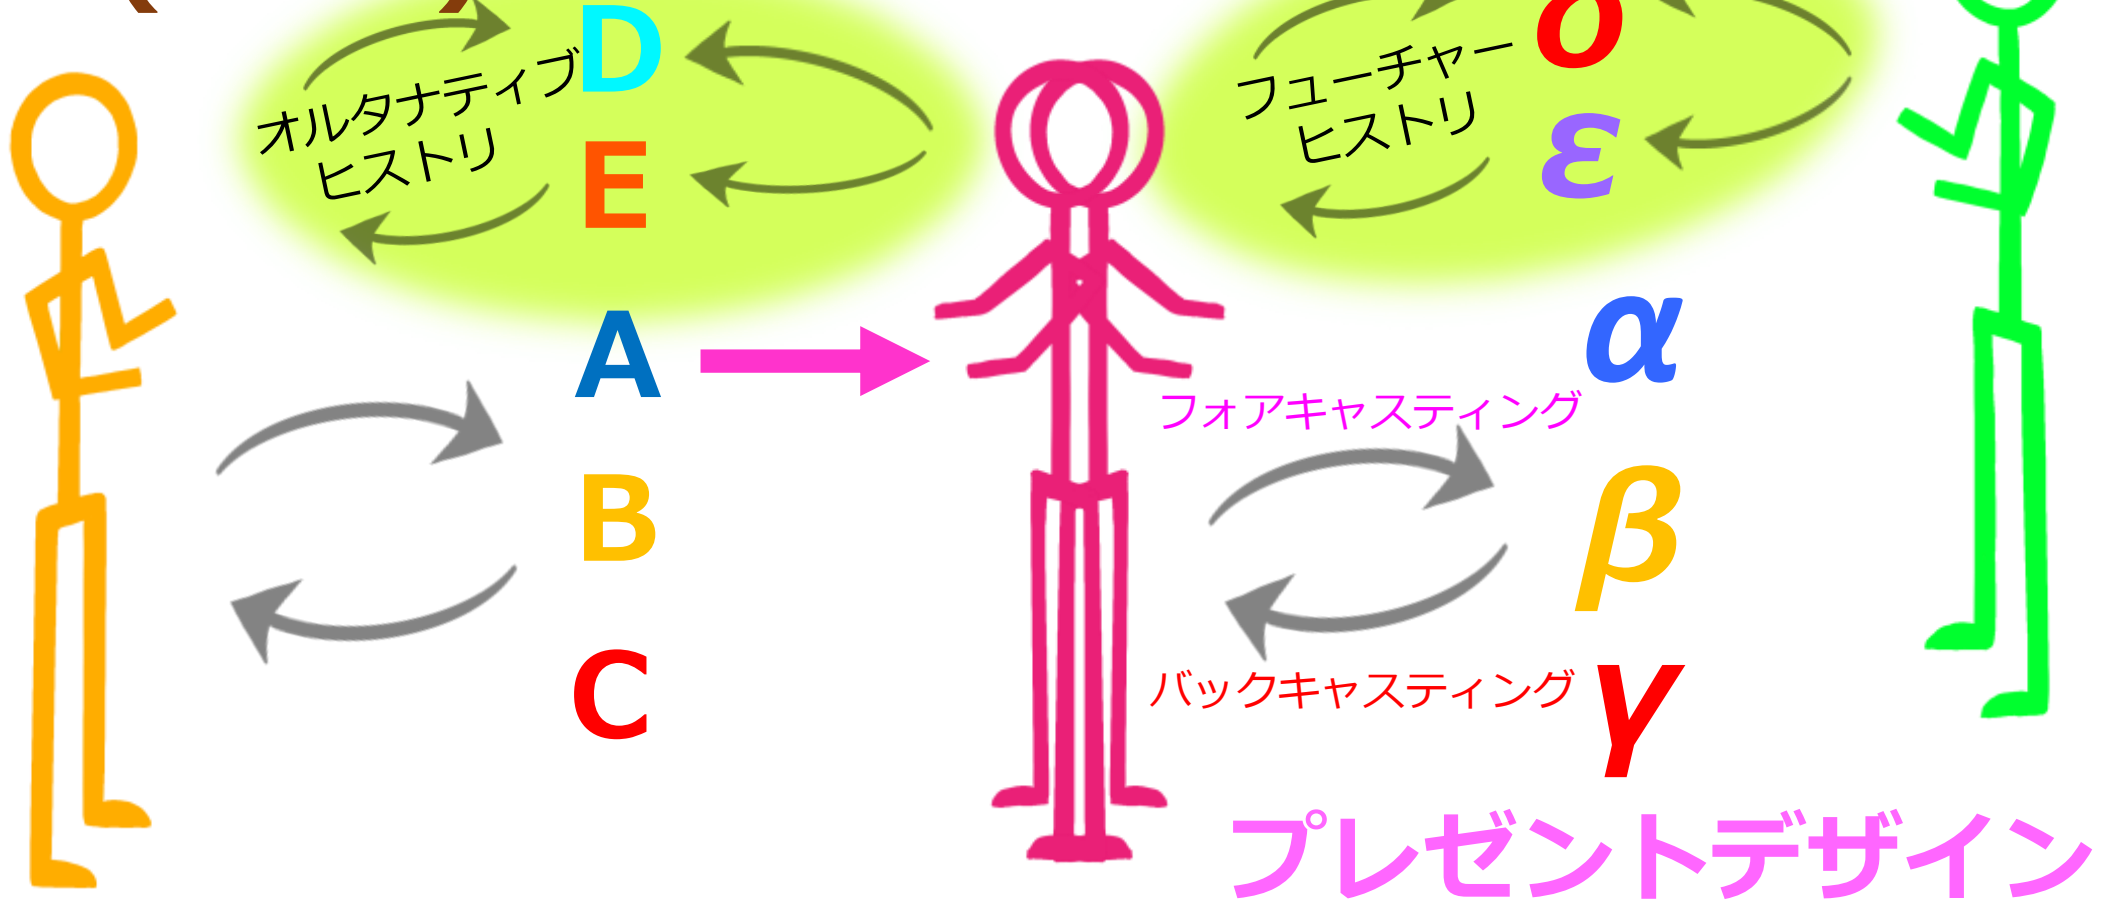 D
オルタナティブ
ヒストリ
E
A
B
C
フューチャー
ヒストリ
ε
α
フォアキャスティング
β
バックキャスティング
γ
プレゼントデザイン